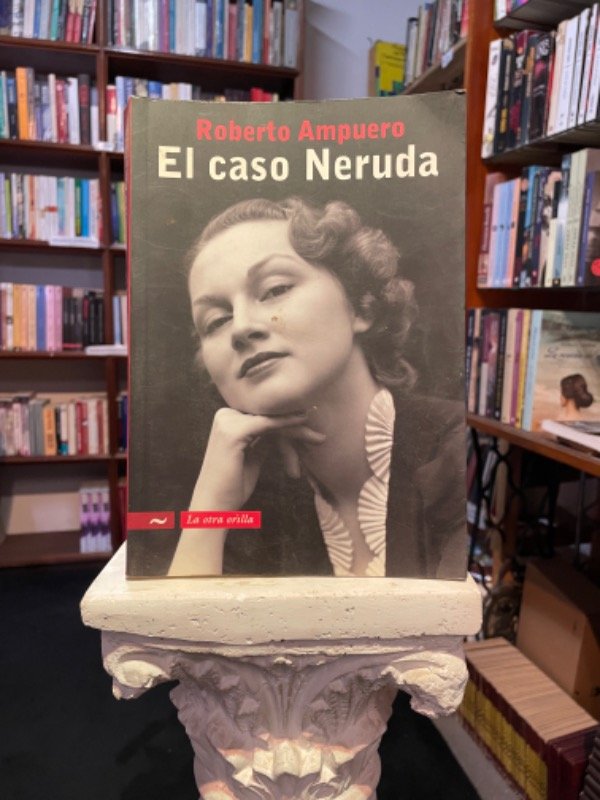 Roberto Ampuero
El caso Neruda
La otra orilla